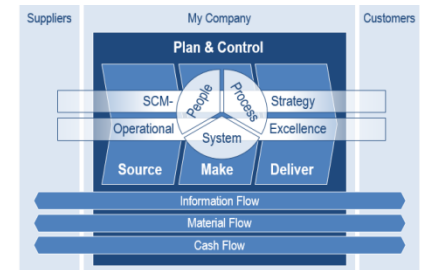 Suppliers
My Company
Customers
Plan & Control
People
Process
SCM-
Strategy
Operational
System
Excellence
Source
Make
Deliver
Information Flow
Material Flow
Cash Flow